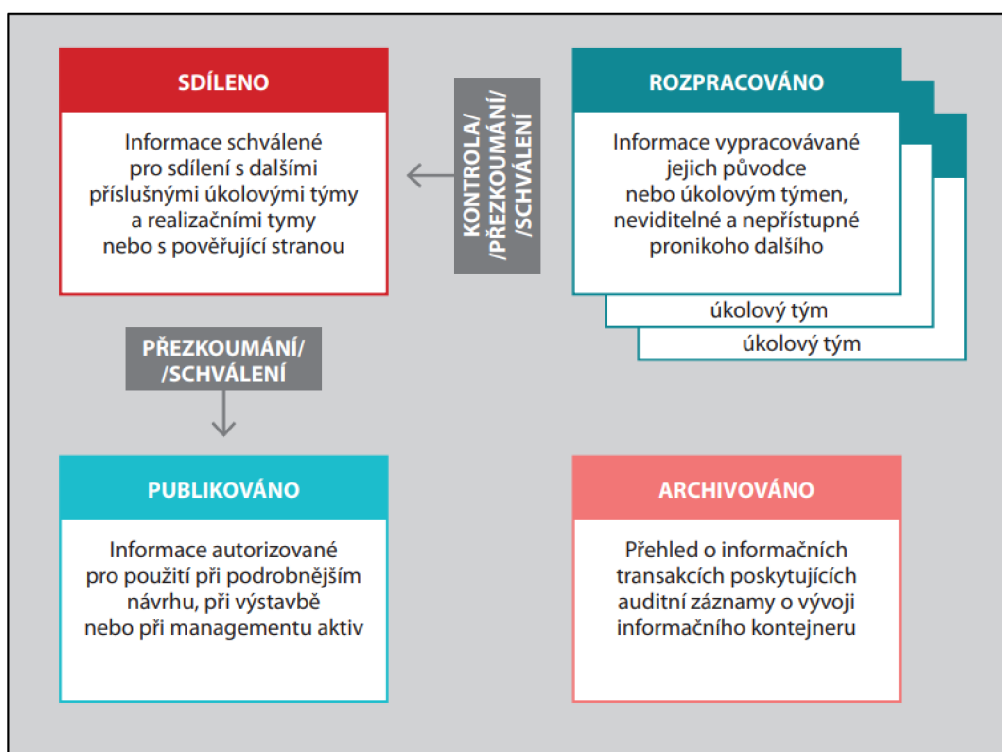 SDÍLENO
Informace schválené
pro sdílení s dalšími
příslušnými úkolovými týmy
a realizačními tymy
nebo s pověřující stranou
KONTROLA/
/PŘEZKOUMÁNÍ/
/SCHVÁLENÍ
ROZPRACOVÁNO
Informace vypracovávané
jejich původce
nebo úkolovým týmen,
neviditelné a nepřístupné
pronikoho dalšího
úkolový tým
úkolový tým
PŘEZKOUMÁNÍ/
/SCHVÁLENÍ
PUBLIKOVÁNO
Informace autorizované
pro použití při podrobnějším
návrhu, při výstavbě
nebo při managementu aktiv
ARCHIVOVÁNO
Přehled o informačních
transakcích poskytujících
auditní záznamy o vývoji
informačního kontejneru